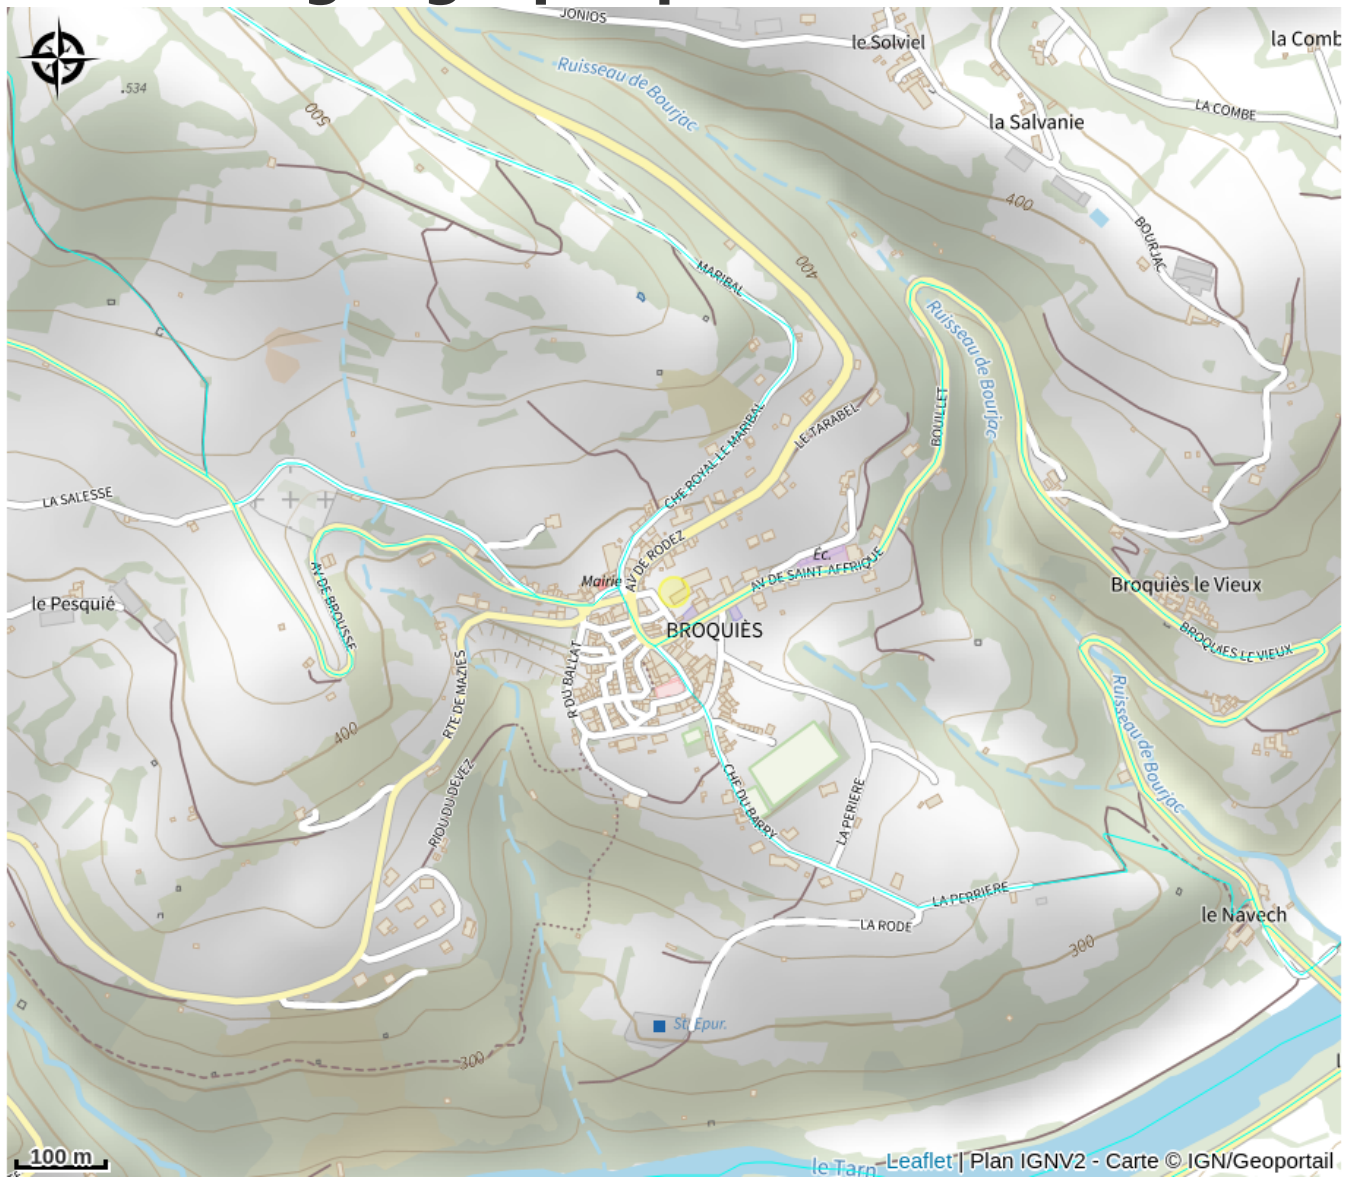 JONIOS
le Solviel
la Comb
Ruisseau de Bourjac
.534
500
LA COMBE
la Salvanie
400
BOURJAC
MARIBAL
400
Ruisseau de Bourjac
BOUILLET
LE TARABEL
CHE ROYAL LE MARIBAL
LA SALESSE
AV DE RODEZ
Éc.
AV DE SAINT-AFFRIQUE
Mairie
AV DE BROUSSE
le Pesquié
Broquiès le Vieux
BROQUIÈS
BROQUIES LE VIEUX
R DU BALLAT
RTE DE MAZIES
Ruisseau de Bourjac
400
RIOU DU DEVEZ
CHE DU BARRY
LA PERIERE
LA PERRIERE
LA RODE
le Navech
300
St. Epur.
300
100 m
le Tarn
Leaflet | Plan IGNV2 - Carte © IGN/Geoportail